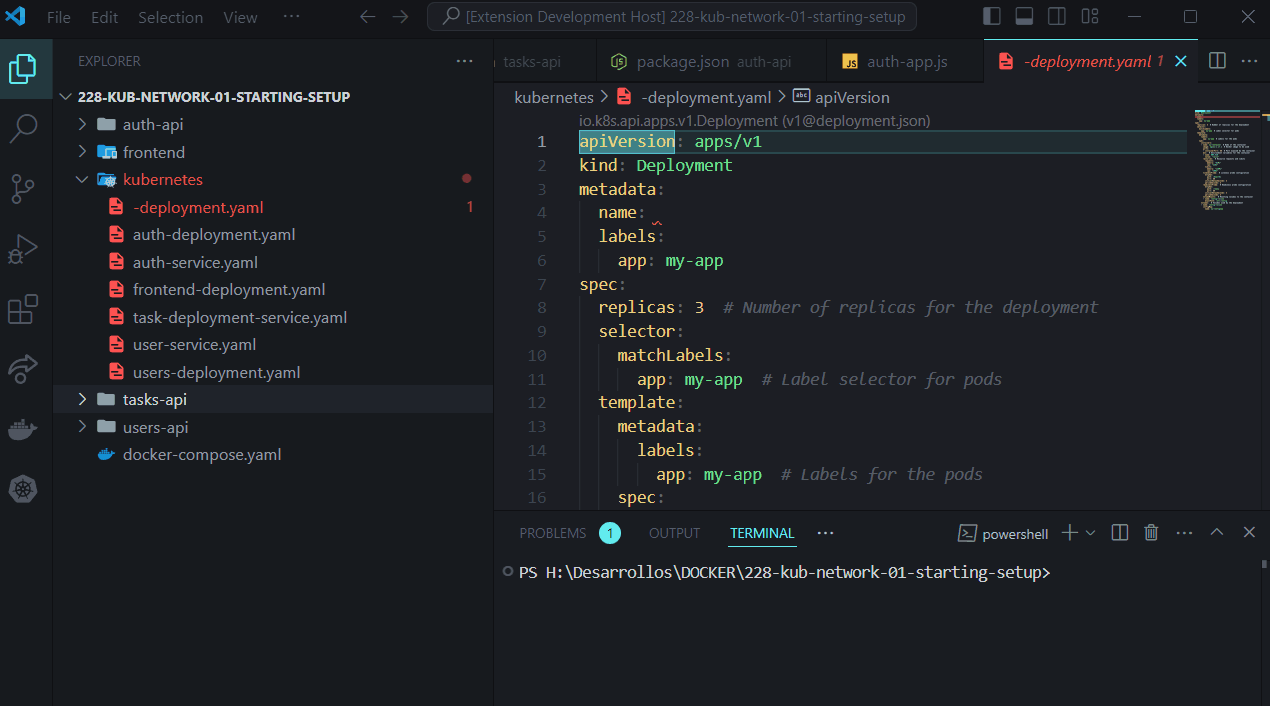 File Edit Selection View ··· [Extension Development Host] 228-kub-network-01-starting-setup
EXPLORER
228-KUB-NETWORK-01-STARTING-SETUP
auth-api
frontend
kubernetes
-deployment.yaml 1
auth-deployment.yaml
auth-service.yaml
frontend-deployment.yaml
task-deployment-service.yaml
user-service.yaml
users-deployment.yaml
tasks-api
users-api
docker-compose.yaml
tasks-api package.json auth-api JS auth-app.js -deployment.yaml 1
kubernetes > -deployment.yaml > abc apiVersion
io.k8s.api.apps.v1.Deployment (v1@deployment.json)
1 apiVersion: apps/v1
2 kind: Deployment
3 metadata:
4 name:
5 labels:
6 app: my-app
7 spec:
8 replicas: 3 # Number of replicas for the deployment
9 selector:
10 matchLabels:
11 app: my-app # Label selector for pods
12 template:
13 metadata:
14 labels:
15 app: my-app # Labels for the pods
16 spec:
PROBLEMS 1 OUTPUT TERMINAL ··· powershell
PS H:\Desarrollos\DOCKER\228-kub-network-01-starting-setup>